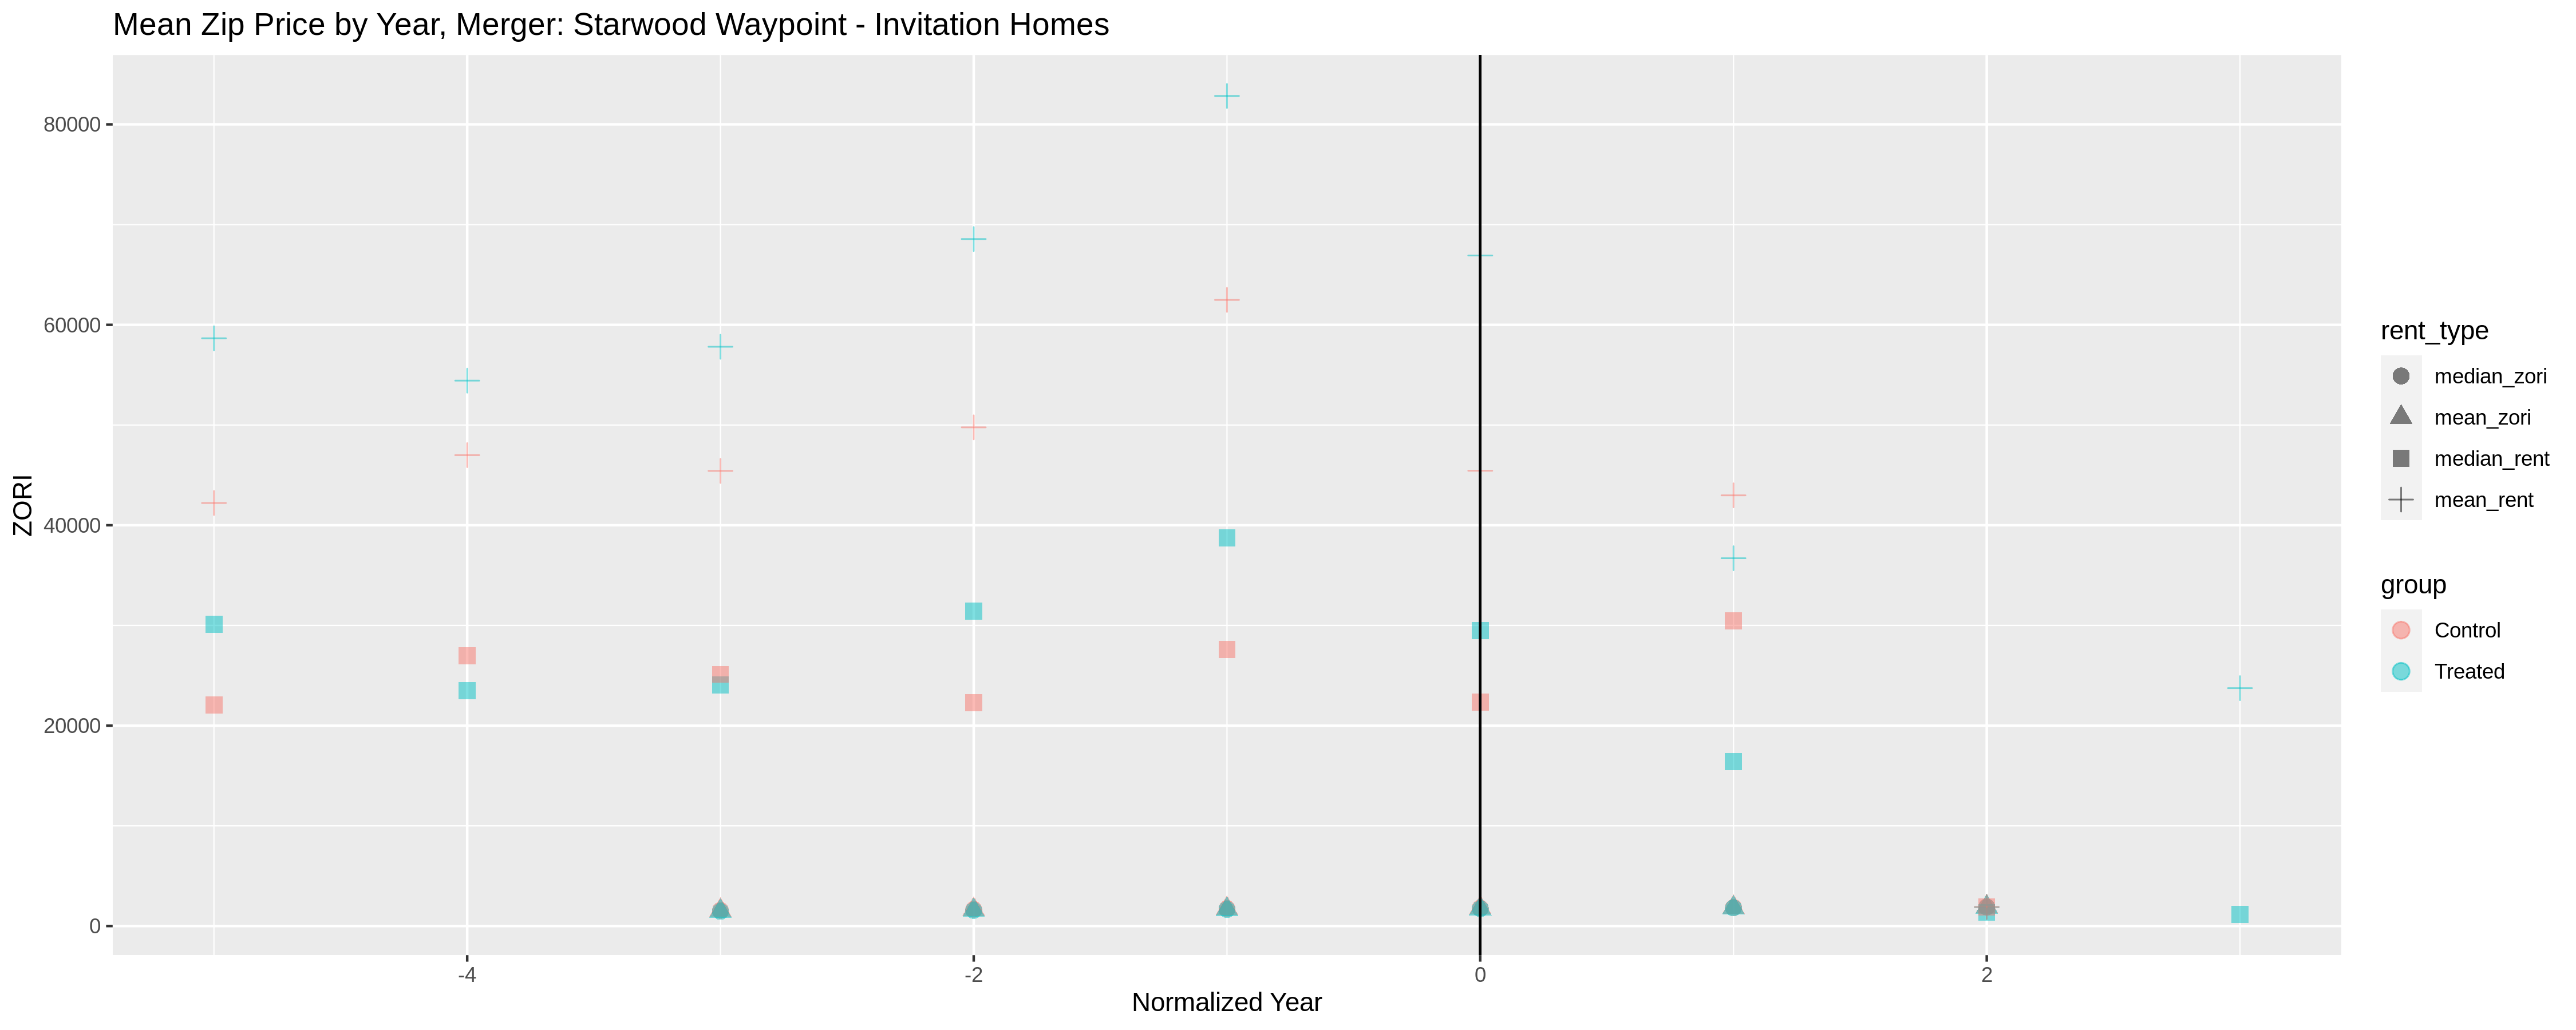 Mean Zip Price by Year, Merger: Starwood Waypoint - Invitation Homes
ZORI
80000
60000
40000
20000
0
-4
-2
0
2
Normalized Year
rent_type
median_zori
mean_zori
median_rent
mean_rent
group
Control
Treated